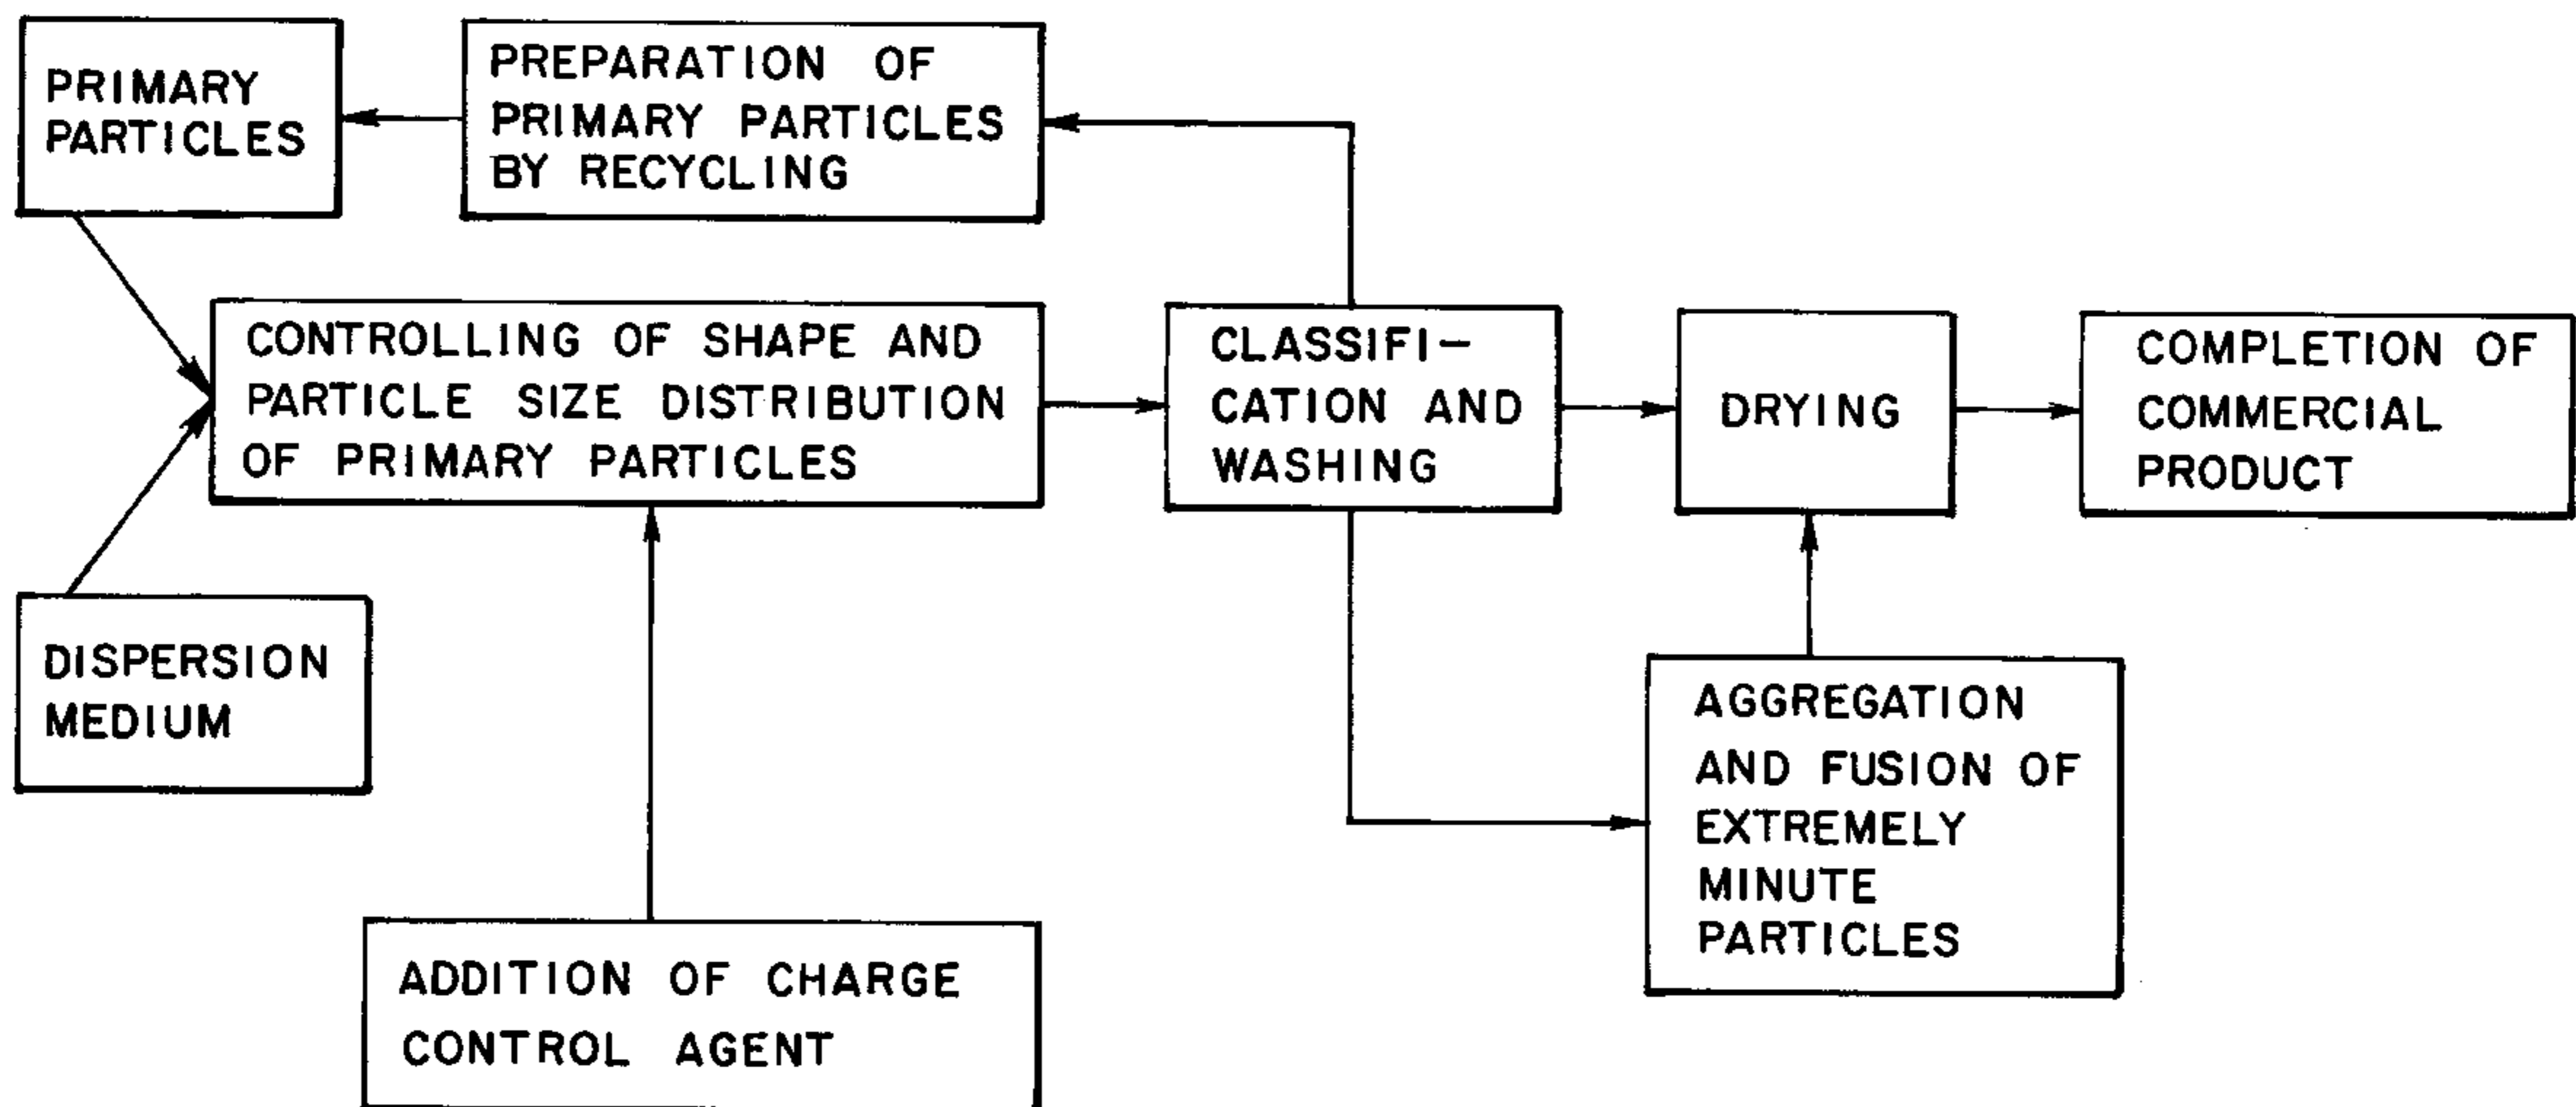 PRIMARY
PARTICLES
PREPARATION OF
PRIMARY PARTICLES
BY RECYCLING
CONTROLLING OF SHAPE AND
PARTICLE SIZE DISTRIBUTION
OF PRIMARY PARTICLES
CLASSIFI-
CATION AND
WASHING
DRYING
COMPLETION OF
COMMERCIAL
PRODUCT
DISPERSION
MEDIUM
AGGREGATION
AND FUSION OF
EXTREMELY
MINUTE
PARTICLES
ADDITION OF CHARGE
CONTROL AGENT